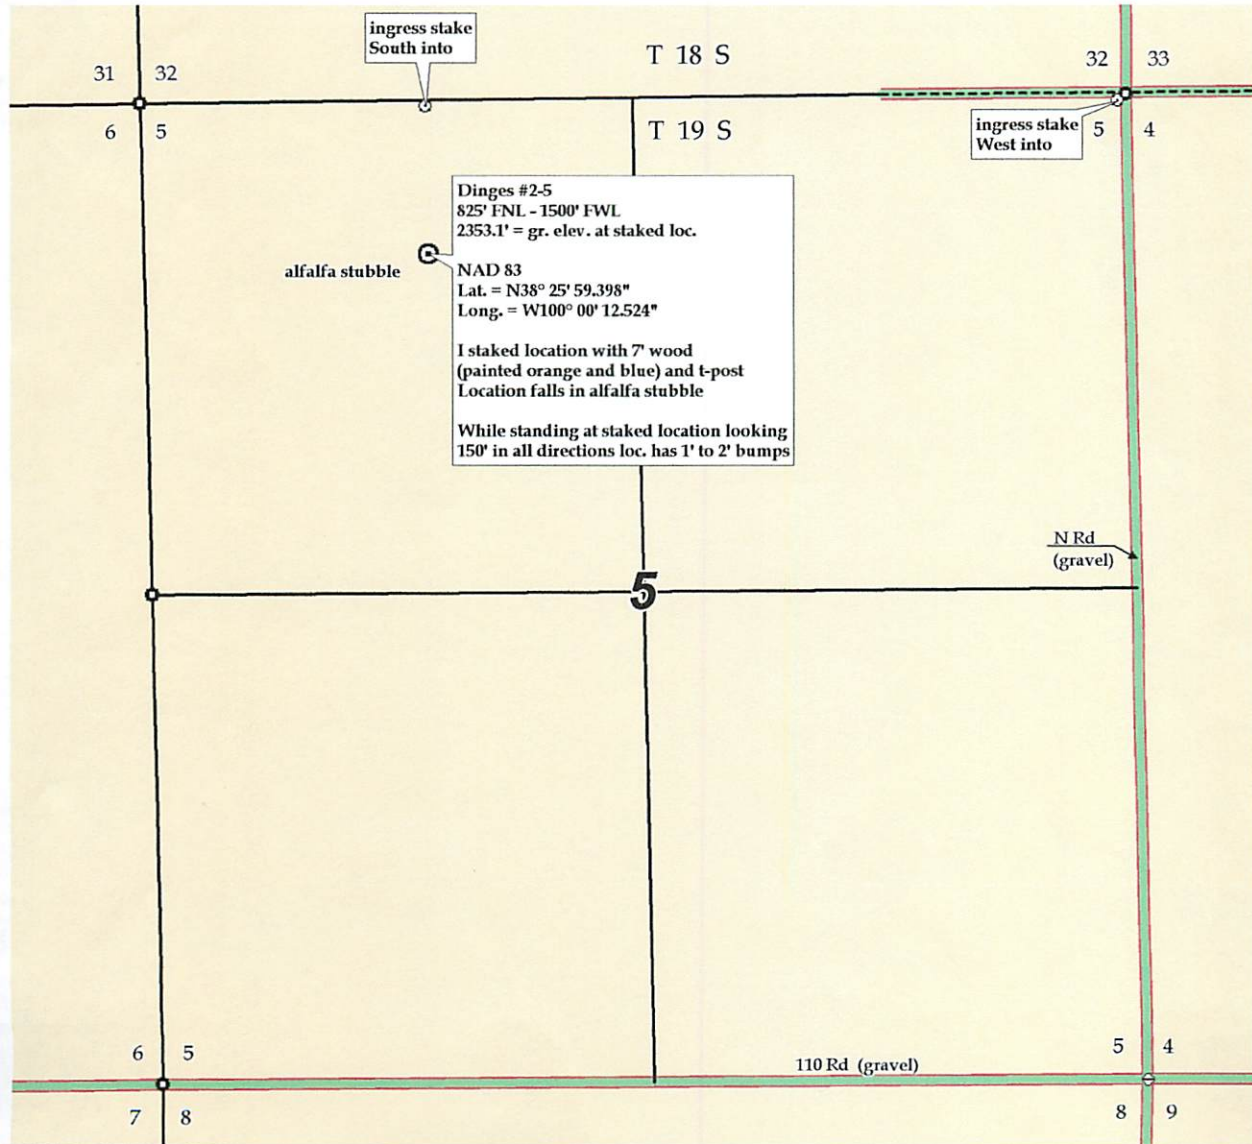 ingress stake
South into
T 18 S
31 32
32 33
6 5
T 19 S
ingress stake
West into
5 4
Dinges #2-5
825' FNL - 1500' FWL
2353.1' = gr. elev. at staked loc.
alfalfa stubble
NAD 83
Lat. = N38° 25' 59.398"
Long. = W100° 00' 12.524"
I staked location with 7' wood
(painted orange and blue) and t-post
Location falls in alfalfa stubble
While standing at staked location looking
150' in all directions loc. has 1' to 2' bumps
N Rd
(gravel)
5
6 5
5 4
110 Rd (gravel)
7 8
8 9